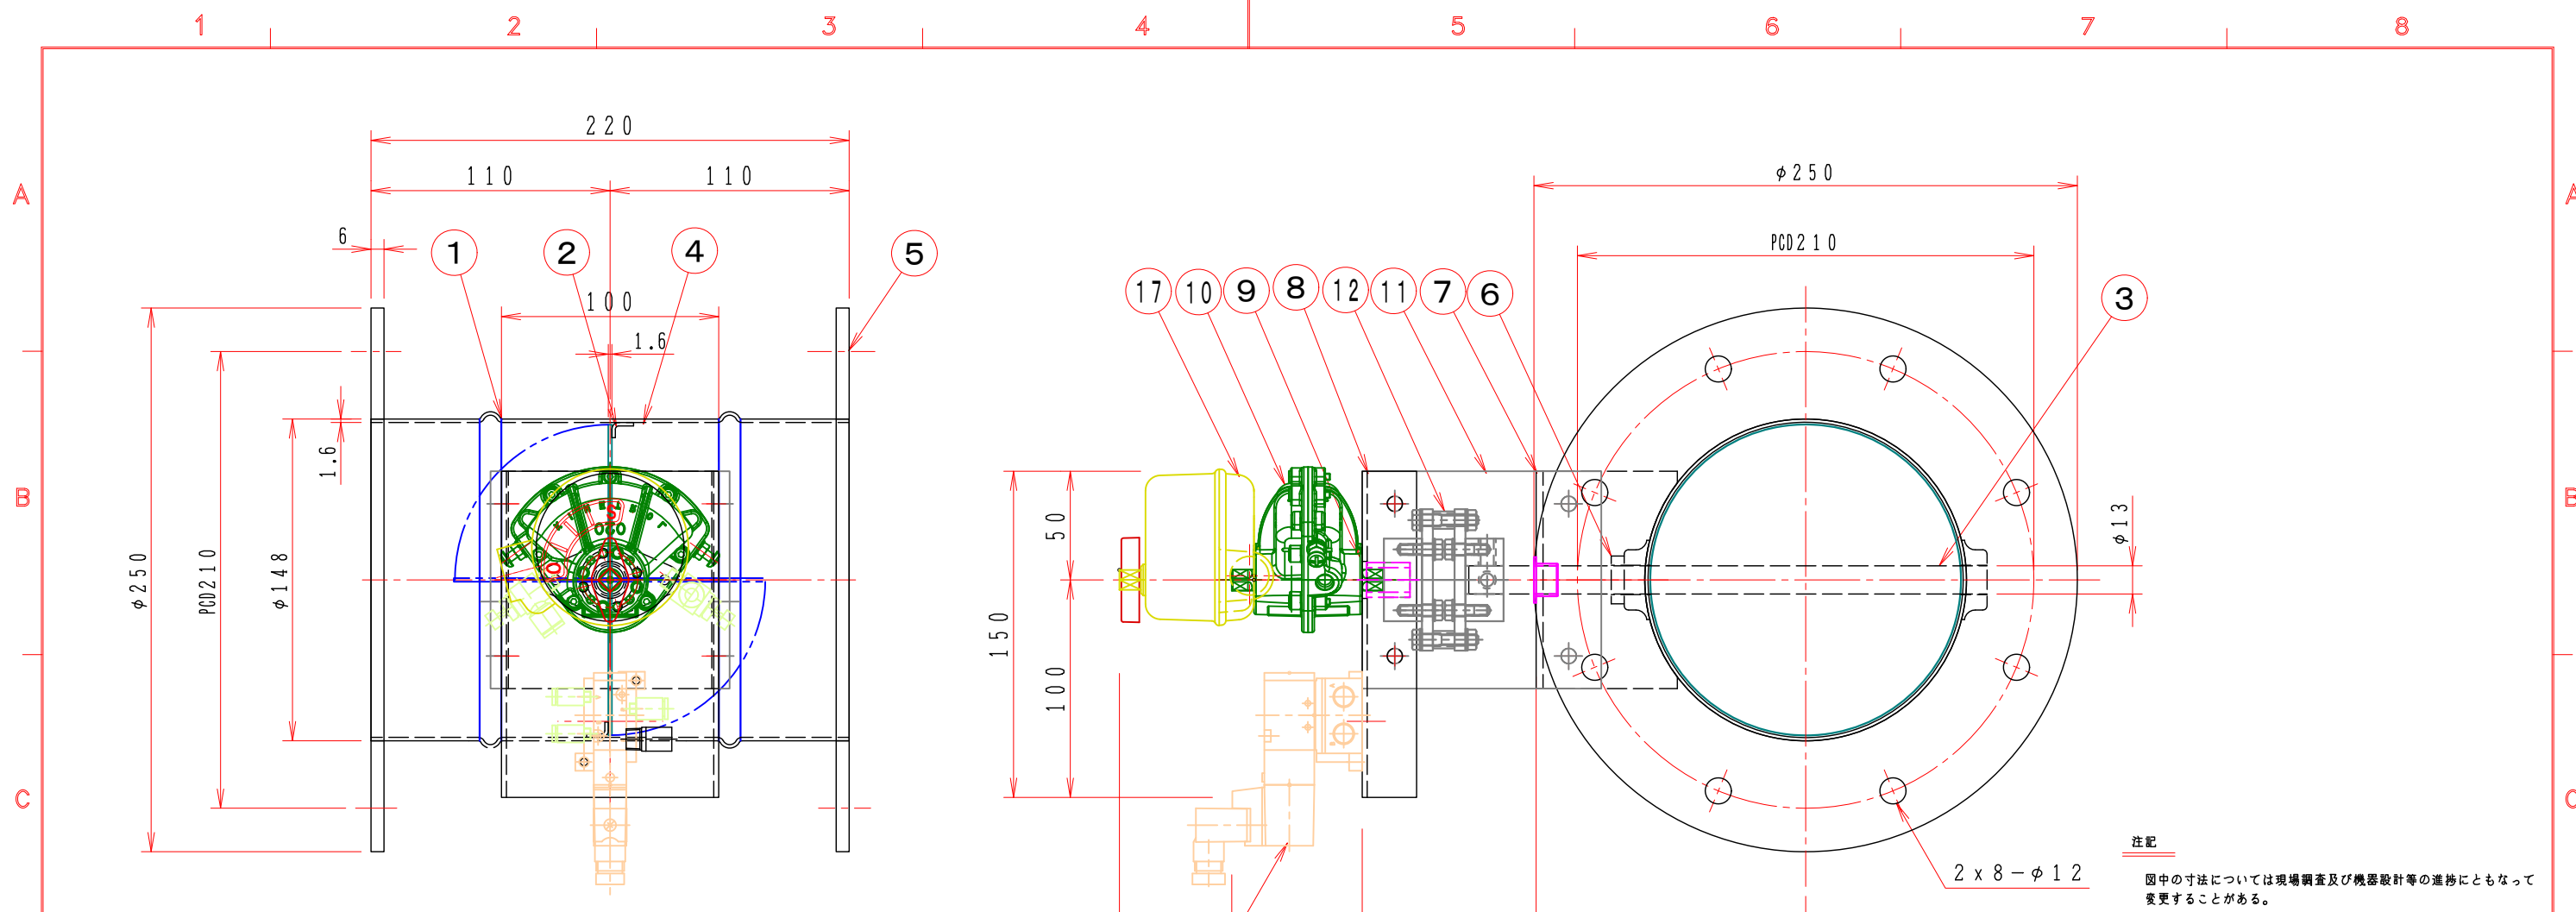 1 2 3 4 5 6 7 8
A A
B B
C C
220
110 110
6
1 2 4 5
100
1.6
1.6
φ250
PCD210
φ148
φ250
PCD210
17 10 9 8 12 11 7 6
3
50
150
100
φ13
2x8-φ12
注記
図中の寸法については現場調査及び機器設計等の進捗にともなって
変更することがある。